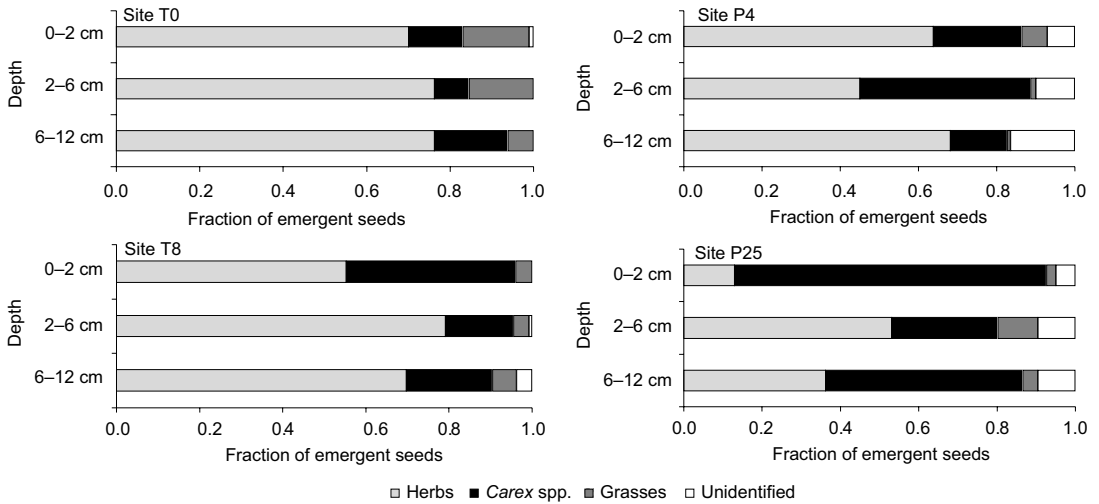 Site T0
Depth
0–2 cm
2–6 cm
6–12 cm
0.0 0.2 0.4 0.6 0.8 1.0
Fraction of emergent seeds
Site P4
Depth
0–2 cm
2–6 cm
6–12 cm
0.0 0.2 0.4 0.6 0.8 1.0
Fraction of emergent seeds
Site T8
Depth
0–2 cm
2–6 cm
6–12 cm
0.0 0.2 0.4 0.6 0.8 1.0
Fraction of emergent seeds
Site P25
Depth
0–2 cm
2–6 cm
6–12 cm
0.0 0.2 0.4 0.6 0.8 1.0
Fraction of emergent seeds
Herbs Carex spp. Grasses Unidentified